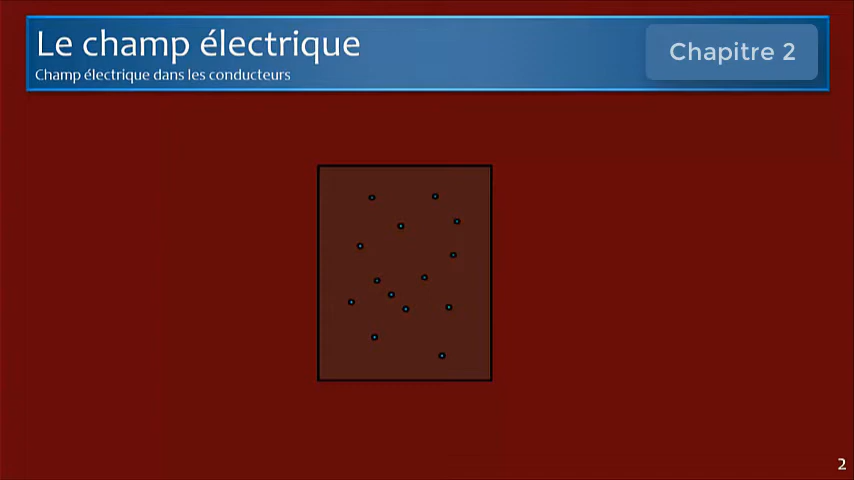 Le champ électrique
Chapitre 2
Champ électrique dans les conducteurs
2